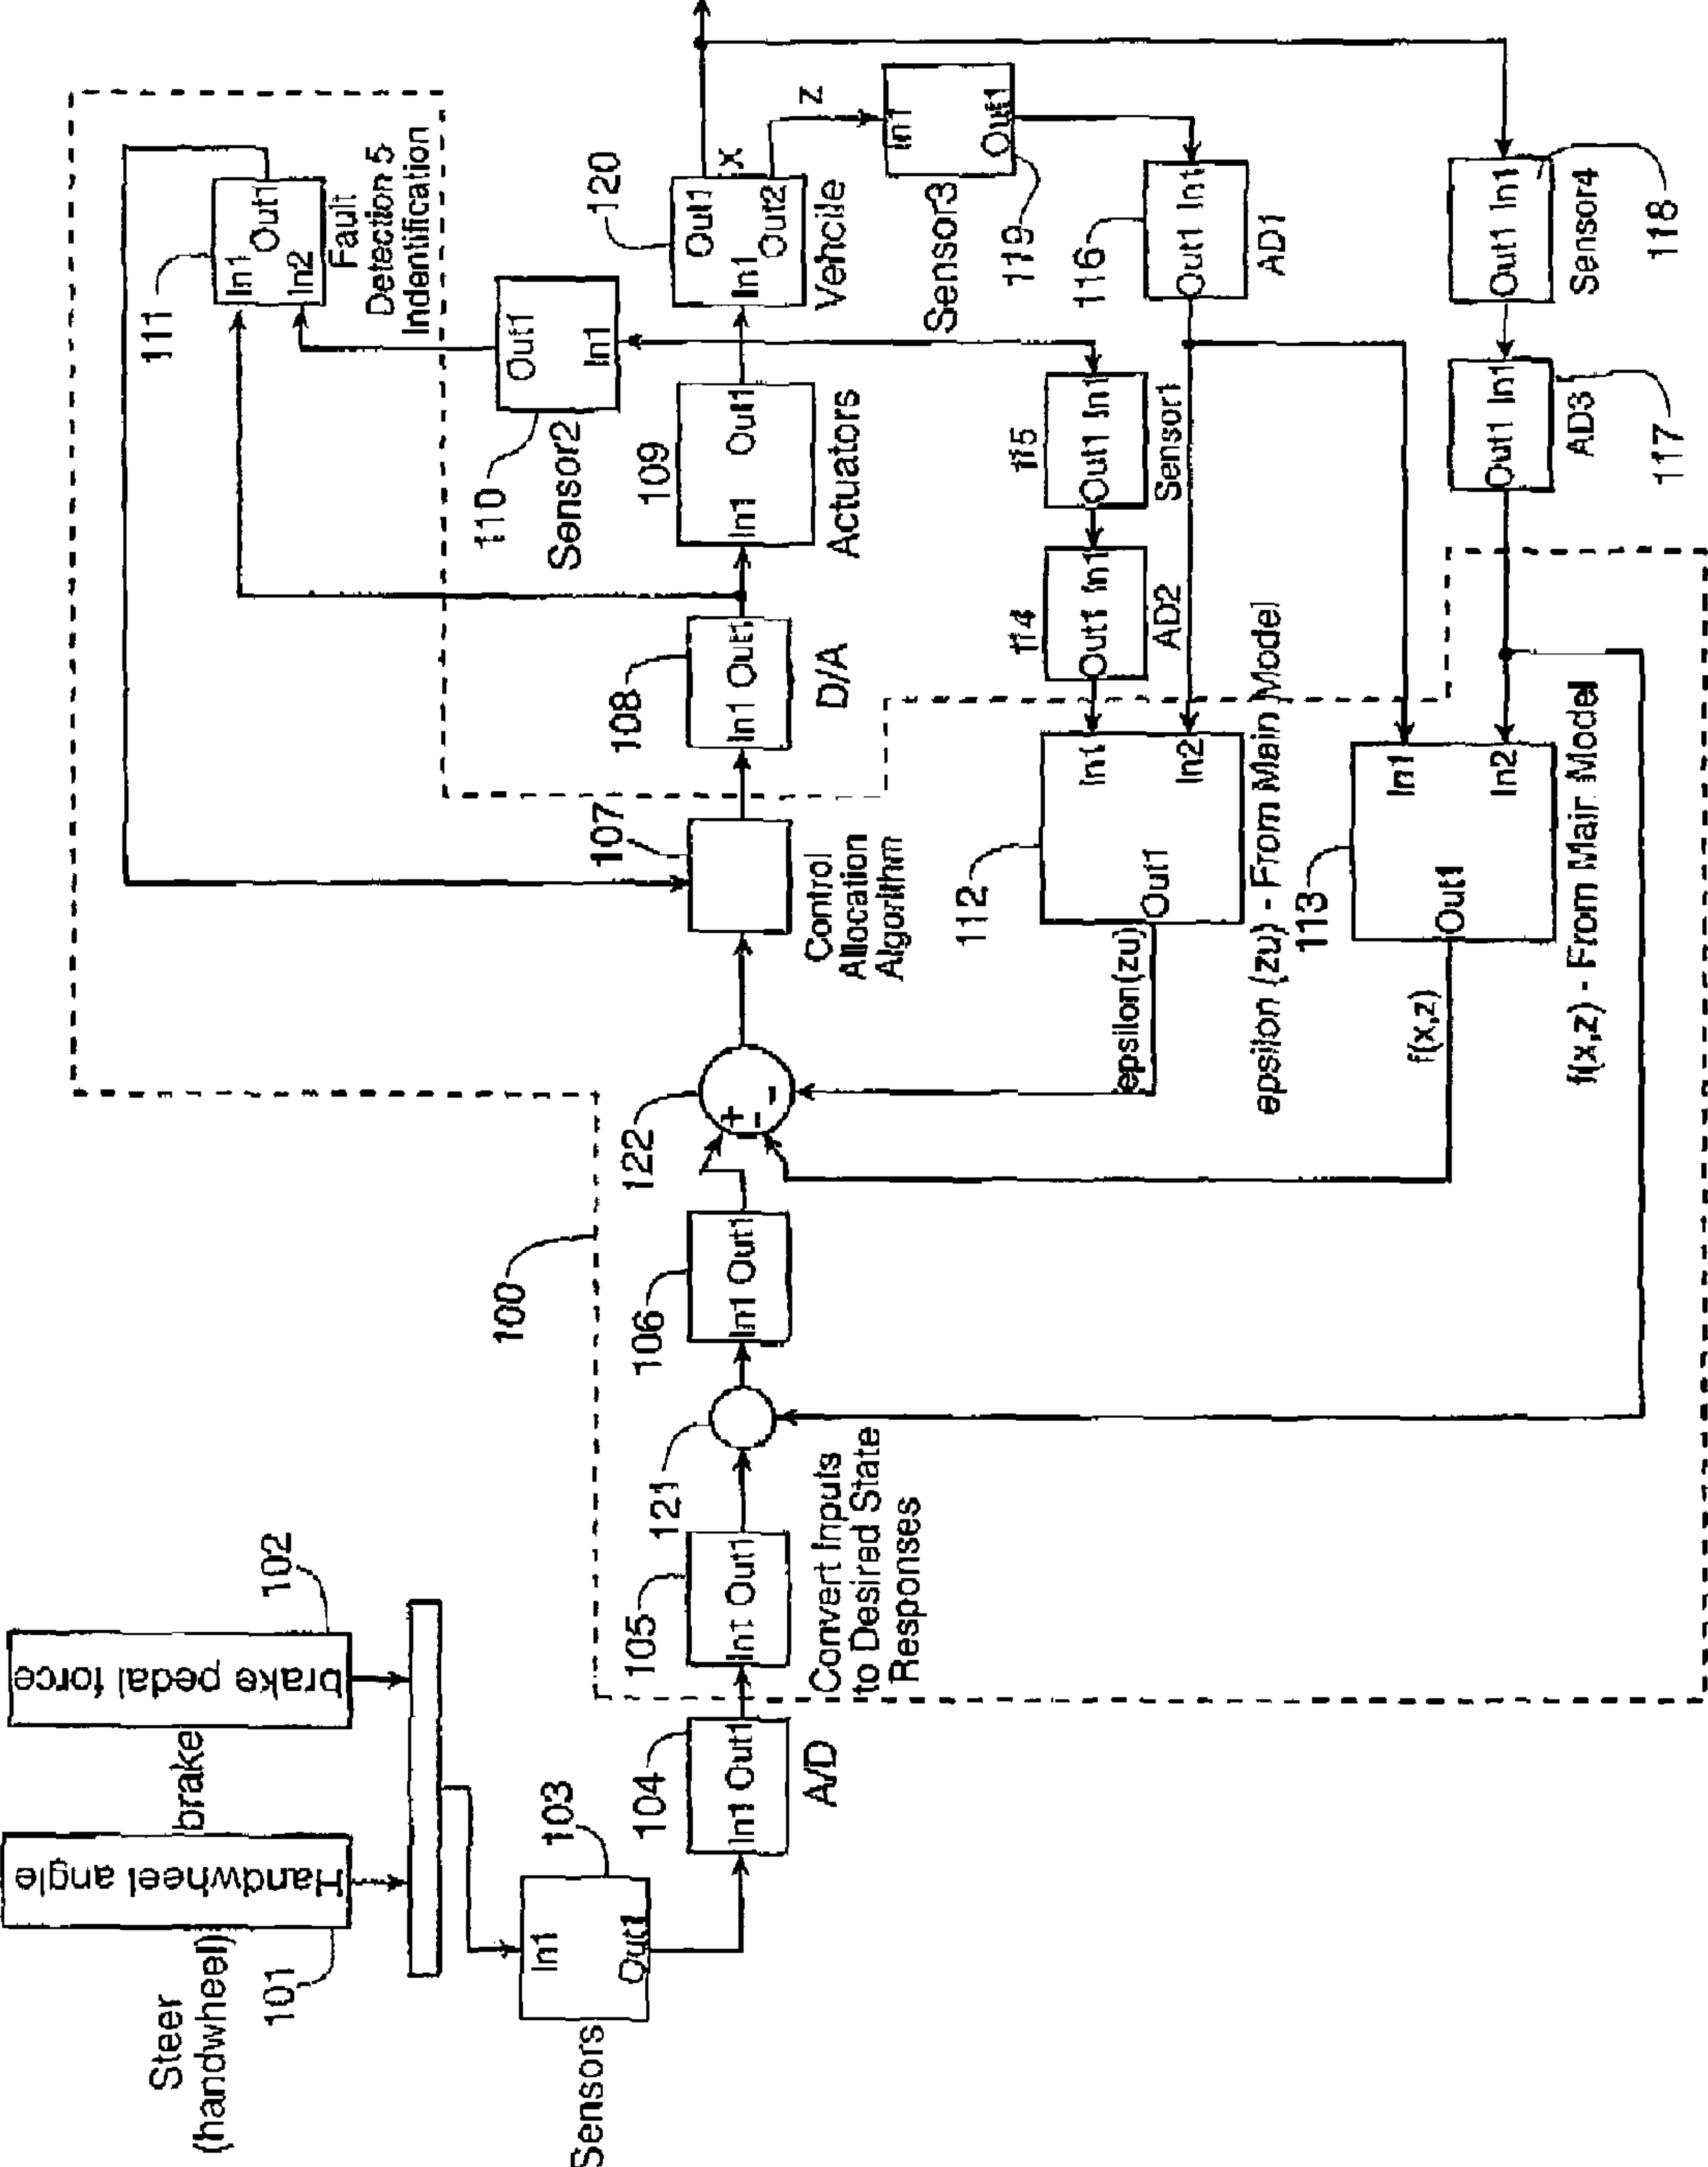 Steer
(handwheel)
101
Handwheel angle
brake
brake pedal force
102
Sensors
In1
Out1
103
104
In1 Out1
A/D
100
105
In1 Out1
Convert Inputs
to Desired State
Responses
121
106
In1 Out1
122
+
-
-
107
Control
Allocation
Algorithm
108
In1 Out1
D/A
109
In1 Out1
Actuators
110
Sensor2
Out1
In1
111
In1
Out1
In2
Fault
Detection 5
Indentification
120
Out1
In1
Out2
Vehcile
x
z
In1
Out1
Sensor3
119
116
Out1 In1
AD1
115
Out1 In1
Sensor1
114
Out1 In1
AD2
112
In1
In2
Out1
epsilon(zu)
epsilon (zu) - From Main Model
113
In1
In2
Out1
f(x,z)
f(x,z) - From Main Model
Out1 In1
AD3
117
Out1 In1
Sensor4
118